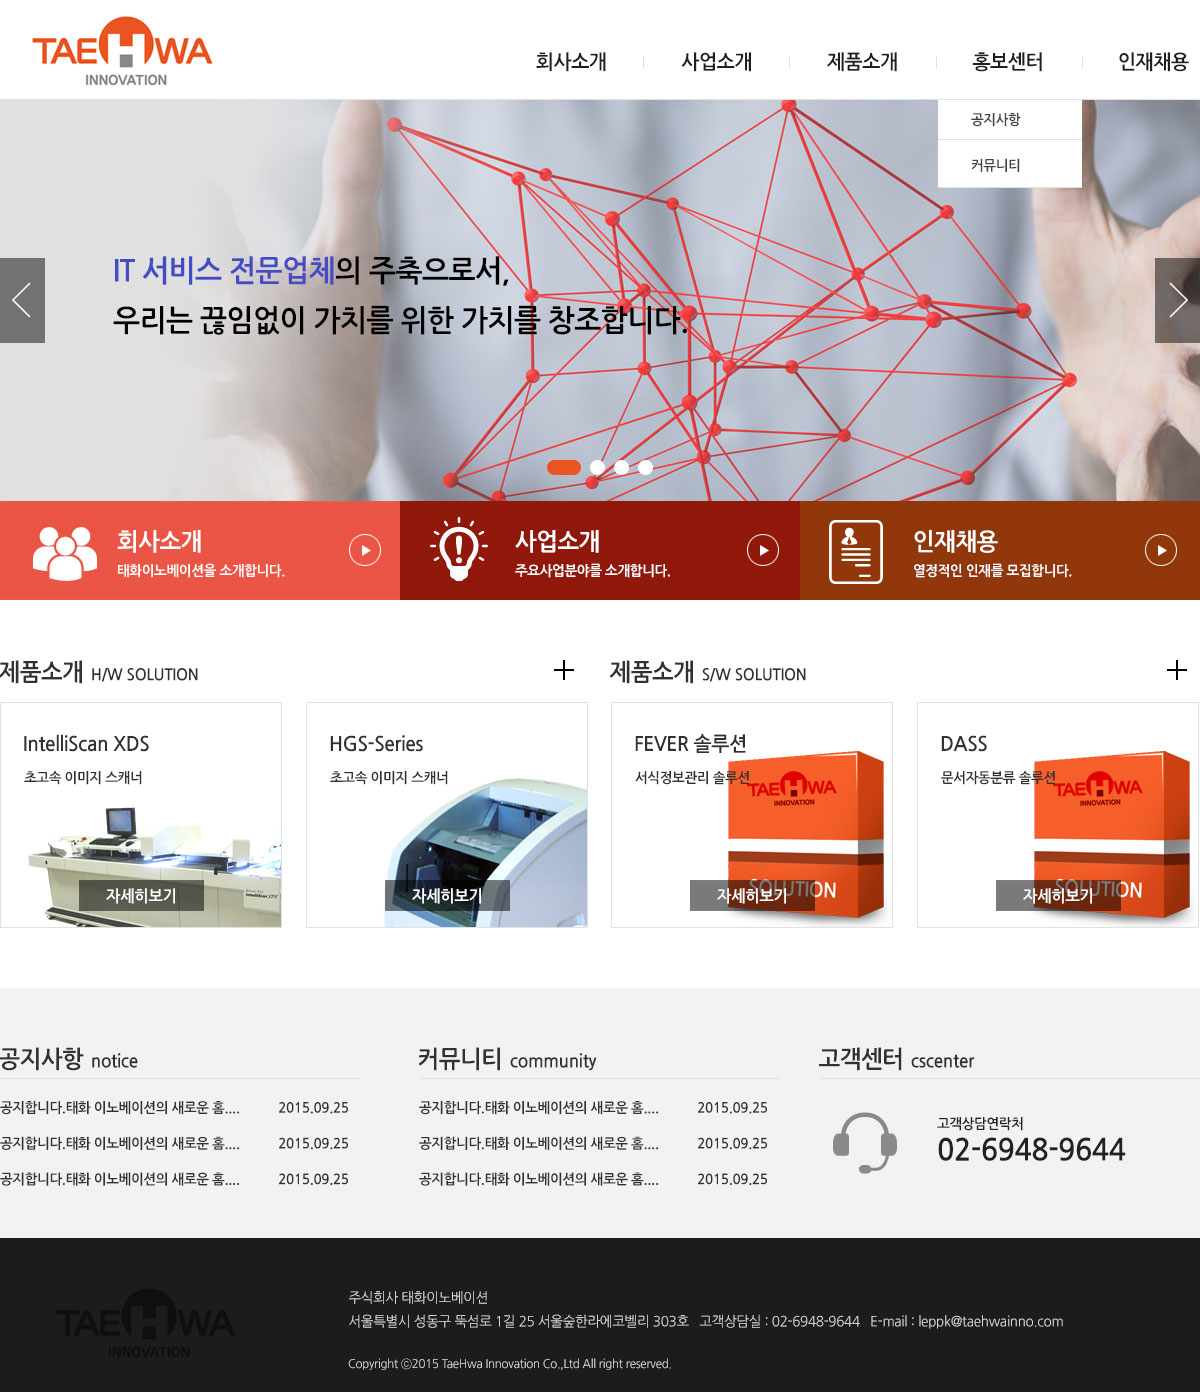 TAEHWA
INNOVATION
회사소개
사업소개
제품소개
홍보센터
인재채용
공지사항
커뮤니티
IT 서비스 전문업체의 주축으로서,
우리는 끊임없이 가치를 위한 가치를 창조합니다.
회사소개
태화이노베이션을 소개합니다.
사업소개
주요사업분야를 소개합니다.
인재채용
열정적인 인재를 모집합니다.
제품소개 H/W SOLUTION
제품소개 S/W SOLUTION
IntelliScan XDS
초고속 이미지 스캐너
자세히보기
HGS-Series
초고속 이미지 스캐너
자세히보기
FEVER 솔루션
서식정보관리 솔루션
TAEHWA
INNOVATION
SOLUTION
자세히보기
DASS
문서자동분류 솔루션
TAEHWA
INNOVATION
SOLUTION
자세히보기
공지사항 notice
공지합니다.태화 이노베이션의 새로운 홈.... 2015.09.25
공지합니다.태화 이노베이션의 새로운 홈.... 2015.09.25
공지합니다.태화 이노베이션의 새로운 홈.... 2015.09.25
커뮤니티 community
공지합니다.태화 이노베이션의 새로운 홈.... 2015.09.25
공지합니다.태화 이노베이션의 새로운 홈.... 2015.09.25
공지합니다.태화 이노베이션의 새로운 홈.... 2015.09.25
고객센터 cscenter
고객상담연락처
02-6948-9644
TAEHWA
INNOVATION
주식회사 태화이노베이션
서울특별시 성동구 뚝섬로 1길 25 서울숲한라에코벨리 303호 고객상담실 : 02-6948-9644 E-mail : leppk@taehwainno.com
Copyright ⓒ2015 TaeHwa Innovation Co.,Ltd All right reserved.